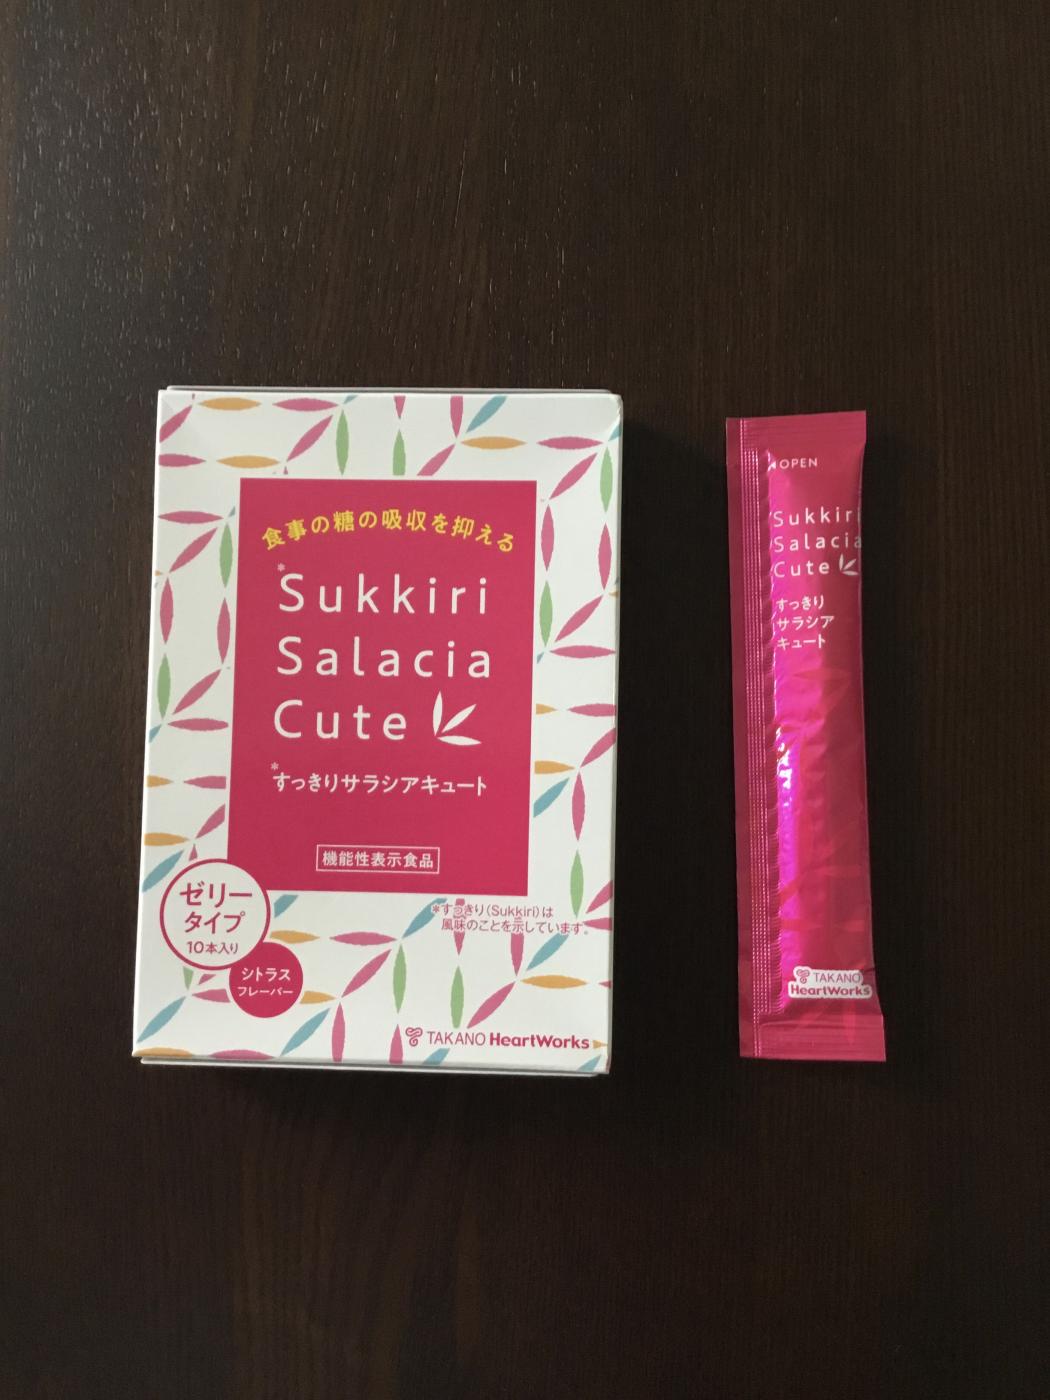 食事の糖の吸収を抑える
*Sukkiri
Salacia
Cute
*すっきりサラシアキュート
機能性表示食品
ゼリー
タイプ
10本入り
シトラス
フレーバー
*すっきり(Sukkiri)は
風味のことを示しています。
TAKANO HeartWorks
OPEN
Sukkiri
Salacia
Cute
すっきり
サラシア
キュート
TAKANO
HeartWorks